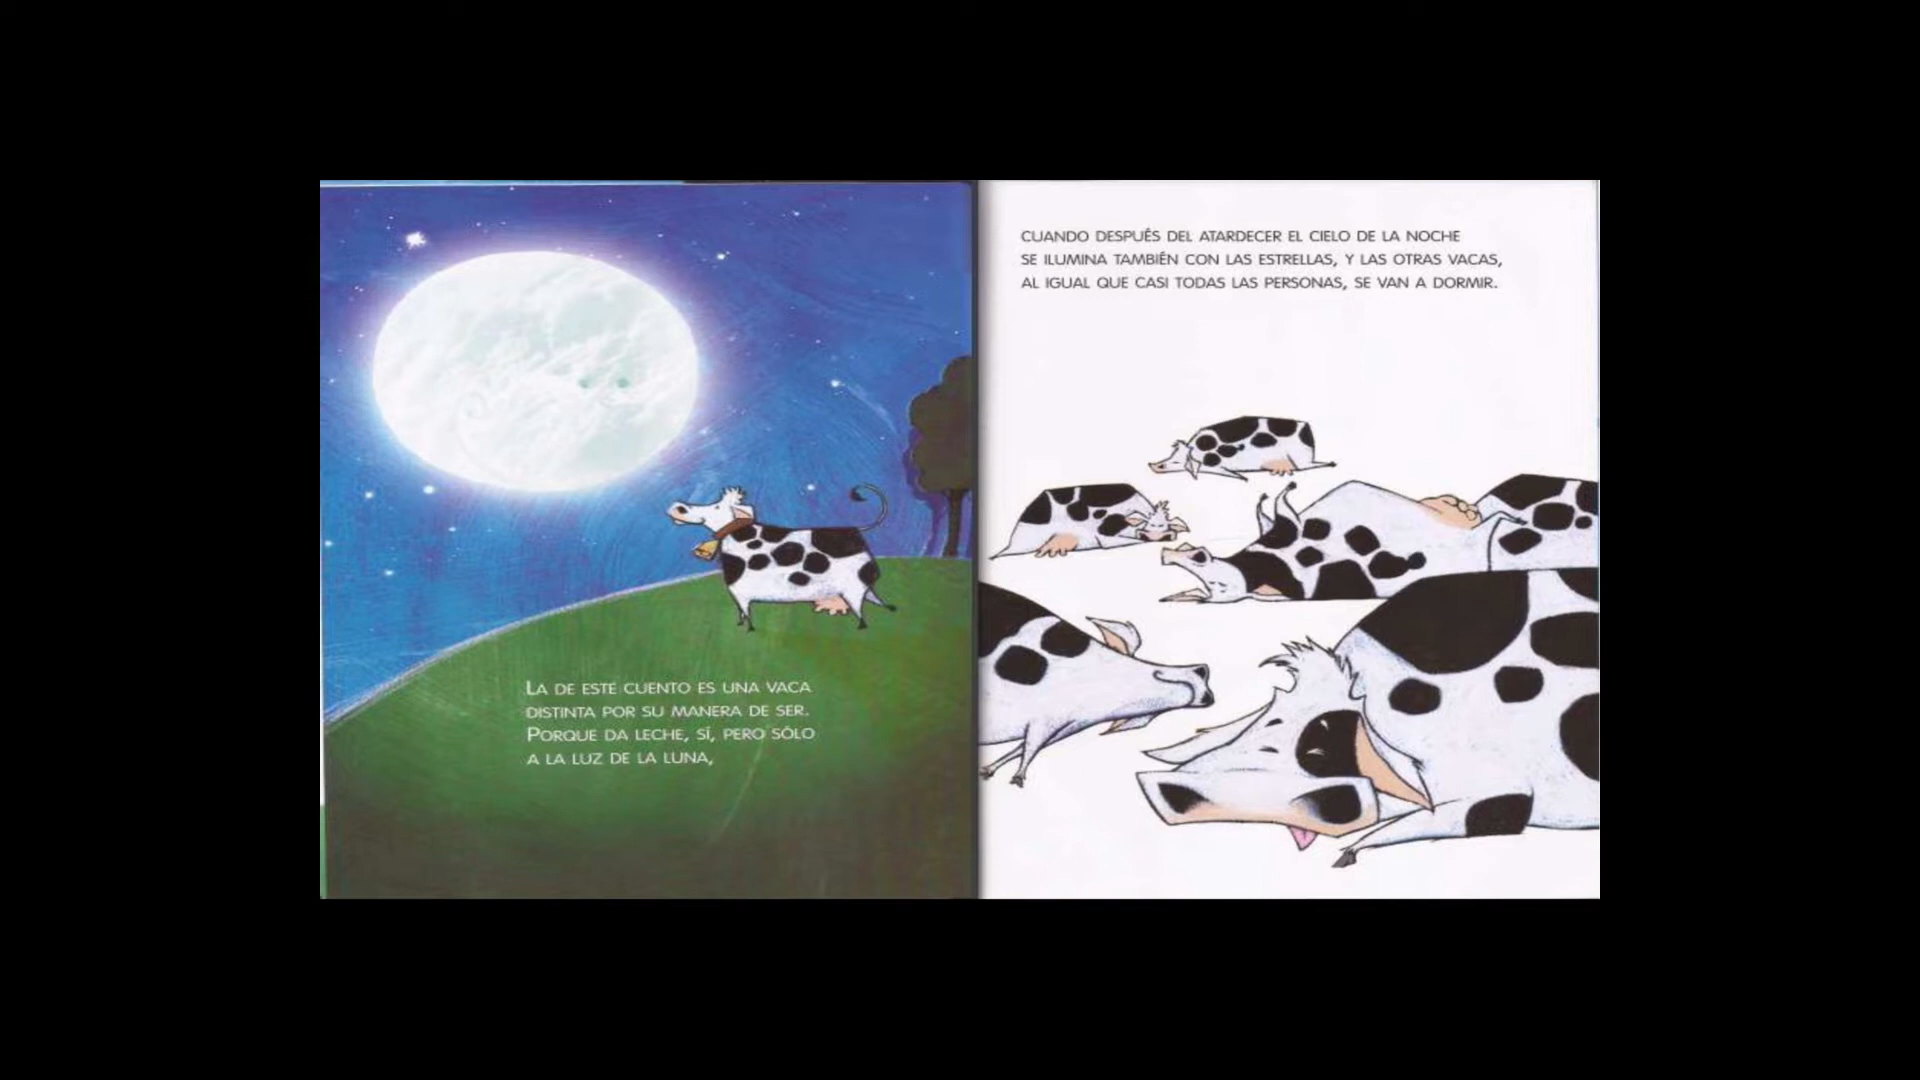 La de este cuento es una vaca
distinta por su manera de ser.
Porque da leche, sí, pero sólo
a la luz de la luna,
CUANDO DESPUÉS DEL ATARDECER EL CIELO DE LA NOCHE
SE ILUMINA TAMBIÉN CON LAS ESTRELLAS, Y LAS OTRAS VACAS,
AL IGUAL QUE CASI TODAS LAS PERSONAS, SE VAN A DORMIR.